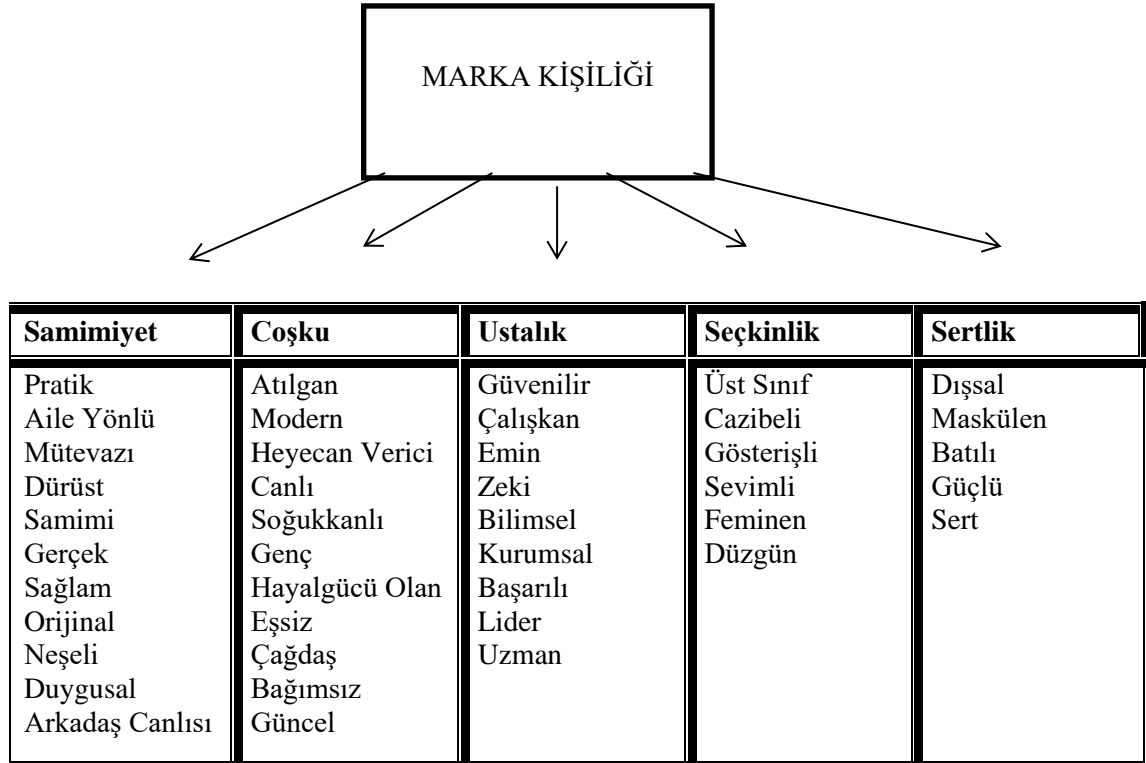 MARKA KİŞİLİĞİ
Samimiyet
Coşku
Ustalık
Seçkinlik
Sertlik
Pratik
Aile Yönlü
Mütevazı
Dürüst
Samimi
Gerçek
Sağlam
Orijinal
Neşeli
Duygusal
Arkadaş Canlısı
Atılgan
Modern
Heyecan Verici
Canlı
Soğukkanlı
Genç
Hayalgücü Olan
Eşsiz
Çağdaş
Bağımsız
Güncel
Güvenilir
Çalışkan
Emin
Zeki
Bilimsel
Kurumsal
Başarılı
Lider
Uzman
Üst Sınıf
Cazibeli
Gösterişli
Sevimli
Feminen
Düzgün
Dışsal
Maskülen
Batılı
Güçlü
Sert